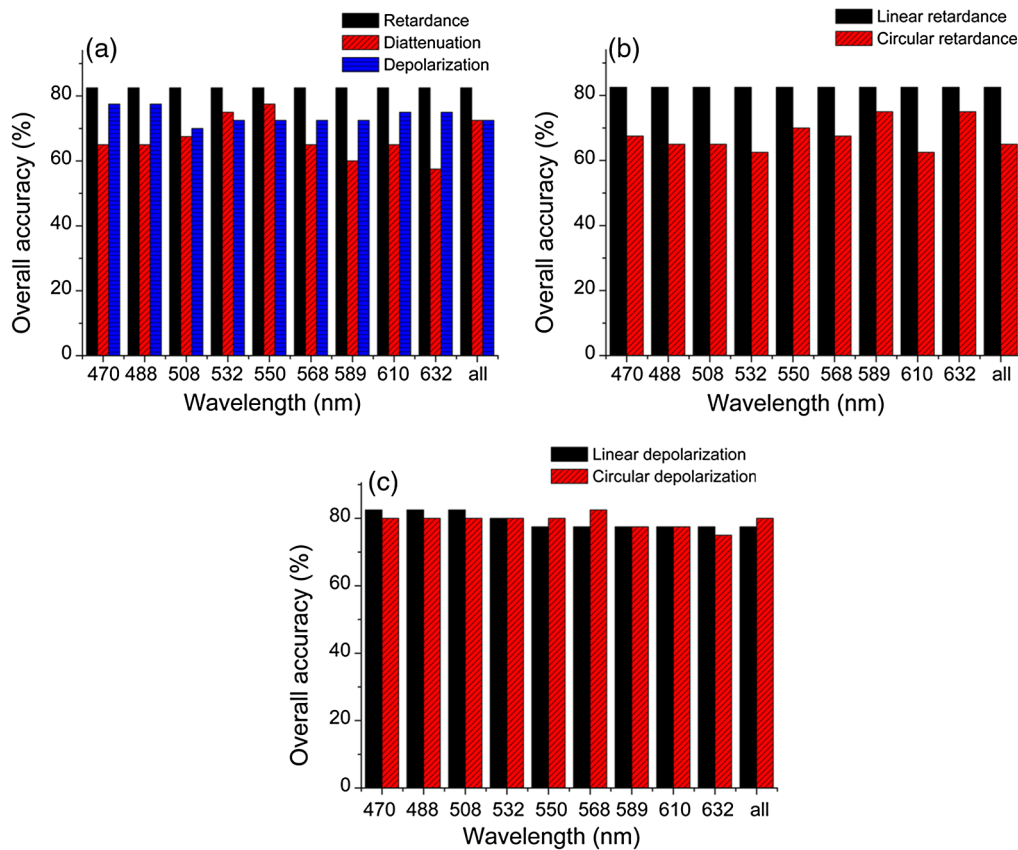 (a)
Retardance
Diattenuation
Depolarization
Overall accuracy (%)
80
60
40
20
0
470 488 508 532 550 568 589 610 632 all
Wavelength (nm)
(b)
Linear retardance
Circular retardance
Overall accuracy (%)
80
60
40
20
0
470 488 508 532 550 568 589 610 632 all
Wavelength (nm)
(c)
Linear depolarization
Circular depolarization
Overall accuracy (%)
80
60
40
20
0
470 488 508 532 550 568 589 610 632 all
Wavelength (nm)